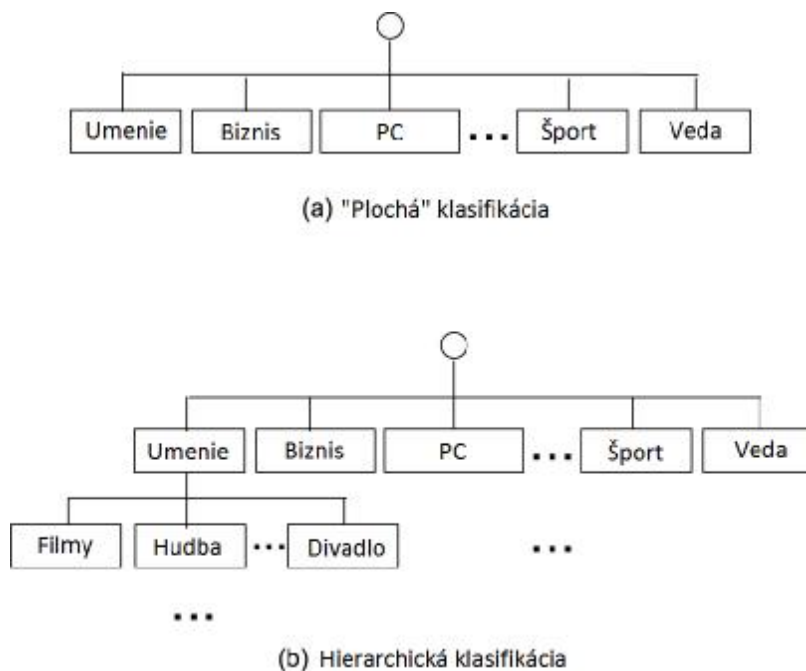 Umenie Biznis PC ... Šport Veda
(a) "Plochá" klasifikácia
Umenie Biznis PC ... Šport Veda
Filmy Hudba ... Divadlo ...
...
(b) Hierarchická klasifikácia